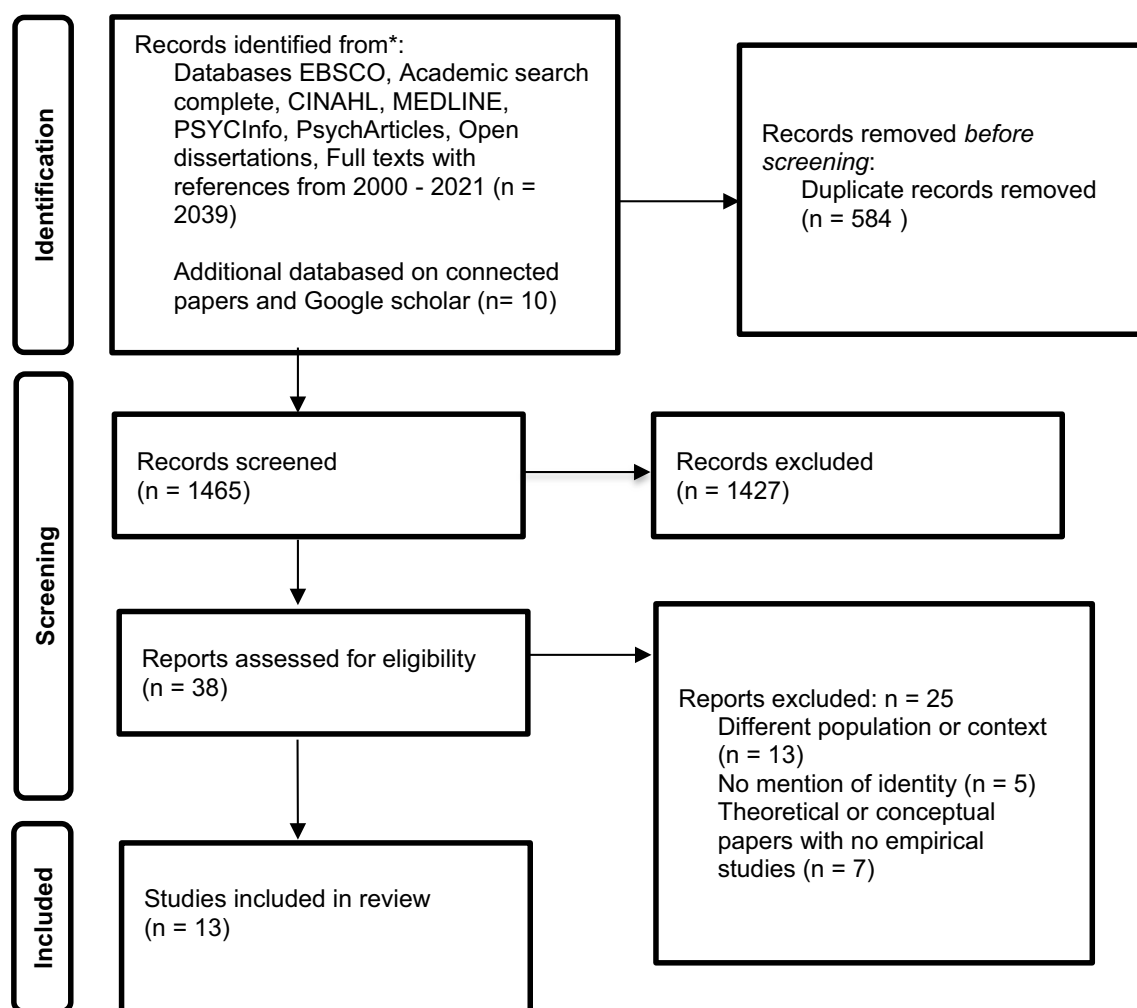 Identification
Records identified from*:
Databases EBSCO, Academic search
complete, CINAHL, MEDLINE,
PSYCInfo, PsychArticles, Open
dissertations, Full texts with
references from 2000 - 2021 (n =
2039)
Additional databased on connected
papers and Google scholar (n= 10)
Records removed before
screening:
Duplicate records removed
(n = 584 )
Screening
Records screened
(n = 1465)
Records excluded
(n = 1427)
Reports assessed for eligibility
(n = 38)
Reports excluded: n = 25
Different population or context
(n = 13)
No mention of identity (n = 5)
Theoretical or conceptual
papers with no empirical
studies (n = 7)
Included
Studies included in review
(n = 13)